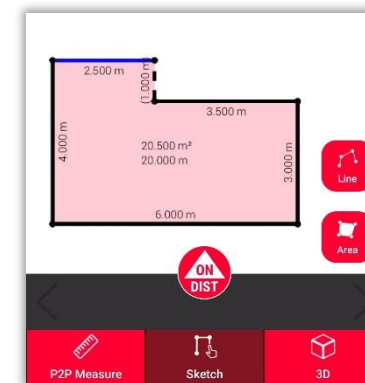 2.500 m
(1.000 m)
3.500 m
4.000 m
20.500 m²
20.000 m
3.000 m
6.000 m
Line
Area
ON
DIST
P2P Measure
Sketch
3D